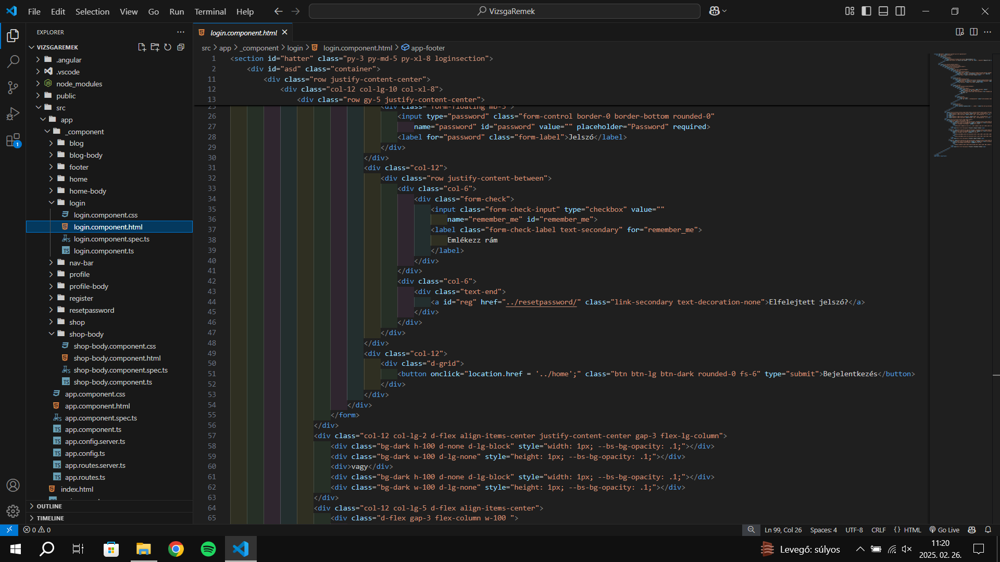 File Edit Selection View Go Run Terminal Help
VizsgaRemek
EXPLORER
VIZSGAREMEK
.angular
.vscode
node_modules
public
src
app
_component
blog
blog-body
footer
home
home-body
login
login.component.css
login.component.html
login.component.spec.ts
login.component.ts
nav-bar
profile
profile-body
register
resetpassword
shop
shop-body
shop-body.component.css
shop-body.component.html
shop-body.component.spec.ts
shop-body.component.ts
app.component.css
app.component.html
app.component.spec.ts
app.component.ts
app.config.server.ts
app.config.ts
app.routes.server.ts
app.routes.ts
index.html
OUTLINE
TIMELINE
1
login.component.html
src > app > _component > login > login.component.html > app-footer
1 <section id="hatter" class="py-3 py-md-5 py-xl-8 loginsection">
2 <div id="asd" class="container">
11 <div class="row justify-content-center">
12 <div class="col-12 col-lg-10 col-xl-8">
13 <div class="row gy-5 justify-content-center">
25 <div class="form-floating mb-3">
26 <input type="password" class="form-control border-0 border-bottom rounded-0"
27 name="password" id="password" value="" placeholder="Password" required>
28 <label for="password" class="form-label">Jelszó</label>
29 </div>
30 </div>
31 <div class="col-12">
32 <div class="row justify-content-between">
33 <div class="col-6">
34 <div class="form-check">
35 <input class="form-check-input" type="checkbox" value=""
36 name="remember_me" id="remember_me">
37 <label class="form-check-label text-secondary" for="remember_me">
38 Emlékezz rám
39 </label>
40 </div>
41 </div>
42 <div class="col-6">
43 <div class="text-end">
44 <a id="reg" href="../resetpassword/" class="link-secondary text-decoration-none">Elfelejtett jelszó?</a>
45 </div>
46 </div>
47 </div>
48 </div>
49 <div class="col-12">
50 <div class="d-grid">
51 <button onclick="location.href = '../home';" class="btn btn-lg btn-dark rounded-0 fs-6" type="submit">Bejelentkezés</button>
52 </div>
53 </div>
54 </div>
55 </form>
56 </div>
57 <div class="col-12 col-lg-2 d-flex align-items-center justify-content-center gap-3 flex-lg-column">
58 <div class="bg-dark h-100 d-none d-lg-block" style="width: 1px; --bs-bg-opacity: .1;"></div>
59 <div class="bg-dark w-100 d-lg-none" style="height: 1px; --bs-bg-opacity: .1;"></div>
60 <div>vagy</div>
61 <div class="bg-dark h-100 d-none d-lg-block" style="width: 1px; --bs-bg-opacity: .1;"></div>
62 <div class="bg-dark w-100 d-lg-none" style="height: 1px; --bs-bg-opacity: .1;"></div>
63 </div>
64 <div class="col-12 col-lg-5 d-flex align-items-center">
65 <div class="d-flex gap-3 flex-column w-100 ">
0 0 Ln 99, Col 26 Spaces: 4 UTF-8 CRLF {} HTML Go Live
Levegő: súlyos
11:20
2025. 02. 26.